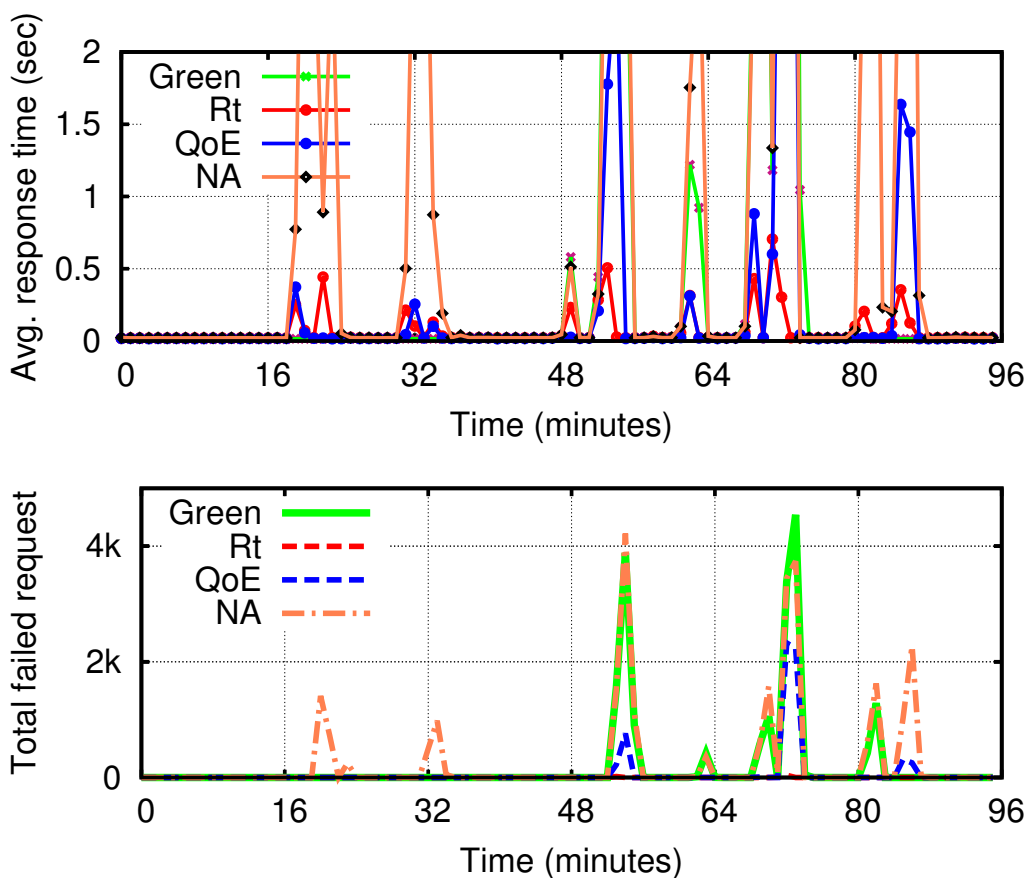 Avg. response time (sec)
2
1.5
1
0.5
0
Green
Rt
QoE
NA
0 16 32 48 64 80 96
Time (minutes)
Total failed request
4k
2k
0
Green
Rt
QoE
NA
0 16 32 48 64 80 96
Time (minutes)